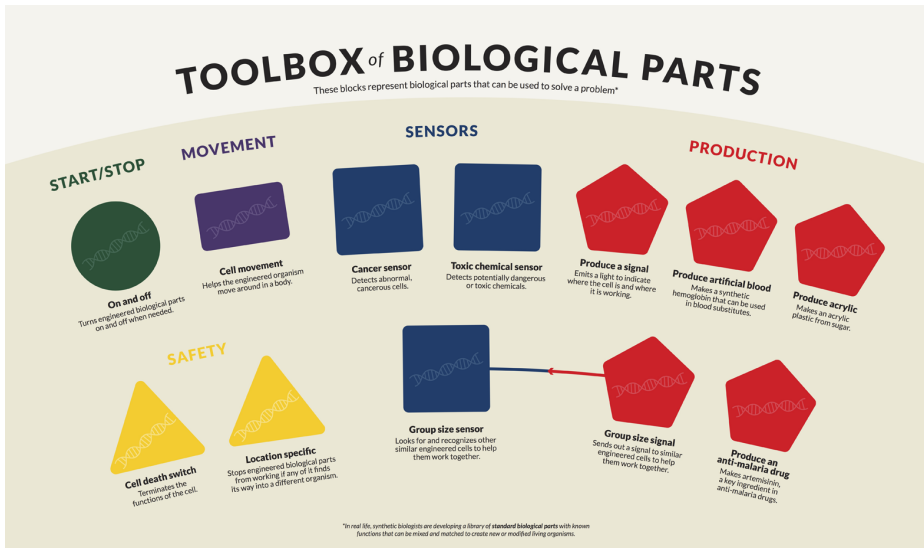 TOOLBOX of BIOLOGICAL PARTS
These blocks represent biological parts that can be used to solve a problem*
START/STOP
MOVEMENT
SENSORS
PRODUCTION
On and off
Turns engineered biological parts
on and off when needed.
Cell movement
Helps the engineered organism
move around in a body.
Cancer sensor
Detects abnormal,
cancerous cells.
Toxic chemical sensor
Detects potentially dangerous
or toxic chemicals.
Produce a signal
Emits a light to indicate
where the cell is and where
it is working.
Produce artificial blood
Makes a synthetic
hemoglobin that can be used
in blood substitutes.
Produce acrylic
Makes an acrylic
plastic from sugar.
SAFETY
Cell death switch
Terminates the
functions of the cell.
Location specific
Stops engineered biological parts
from working if any of it finds
its way into a different organism.
Group size sensor
Looks for and recognizes other
similar engineered cells to help
them work together.
Group size signal
Sends out a signal to similar
engineered cells to help
them work together.
Produce an
anti-malaria drug
Makes artemisinin,
a key ingredient in
anti-malaria drugs.
*In real life, synthetic biologists are developing a library of standard biological parts with known
functions that can be mixed and matched to create new or modified living organisms.